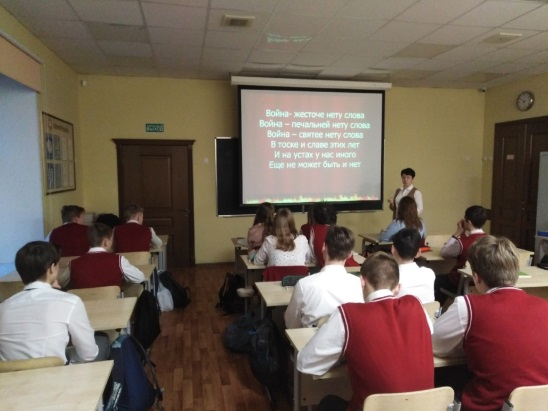 Война- жесточе нету слова
Война – печальней нету слова
Война – свитее нету слова
В тоске и славе этих лет
И на устах у нас иного
Еще не может быть и нет